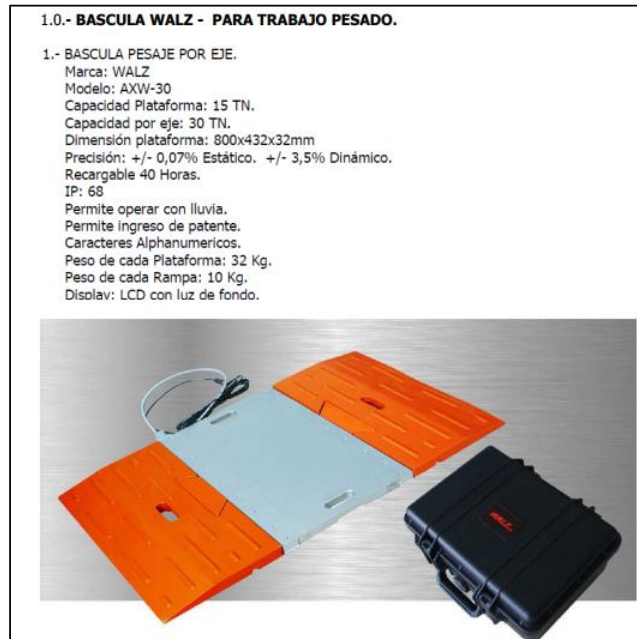 1.0.- BASCULA WALZ - PARA TRABAJO PESADO.
1.- BASCULA PESAJE POR EJE.
Marca: WALZ
Modelo: AXW-30
Capacidad Plataforma: 15 TN.
Capacidad por eje: 30 TN.
Dimensión plataforma: 800x432x32mm
Precisión: +/- 0,07% Estático. +/- 3,5% Dinámico.
Recargable 40 Horas.
IP: 68
Permite operar con lluvia.
Permite ingreso de patente.
Caracteres Alphanumericos.
Peso de cada Plataforma: 32 Kg.
Peso de cada Rampa: 10 Kg.
Display: LCD con luz de fondo.
WALZ